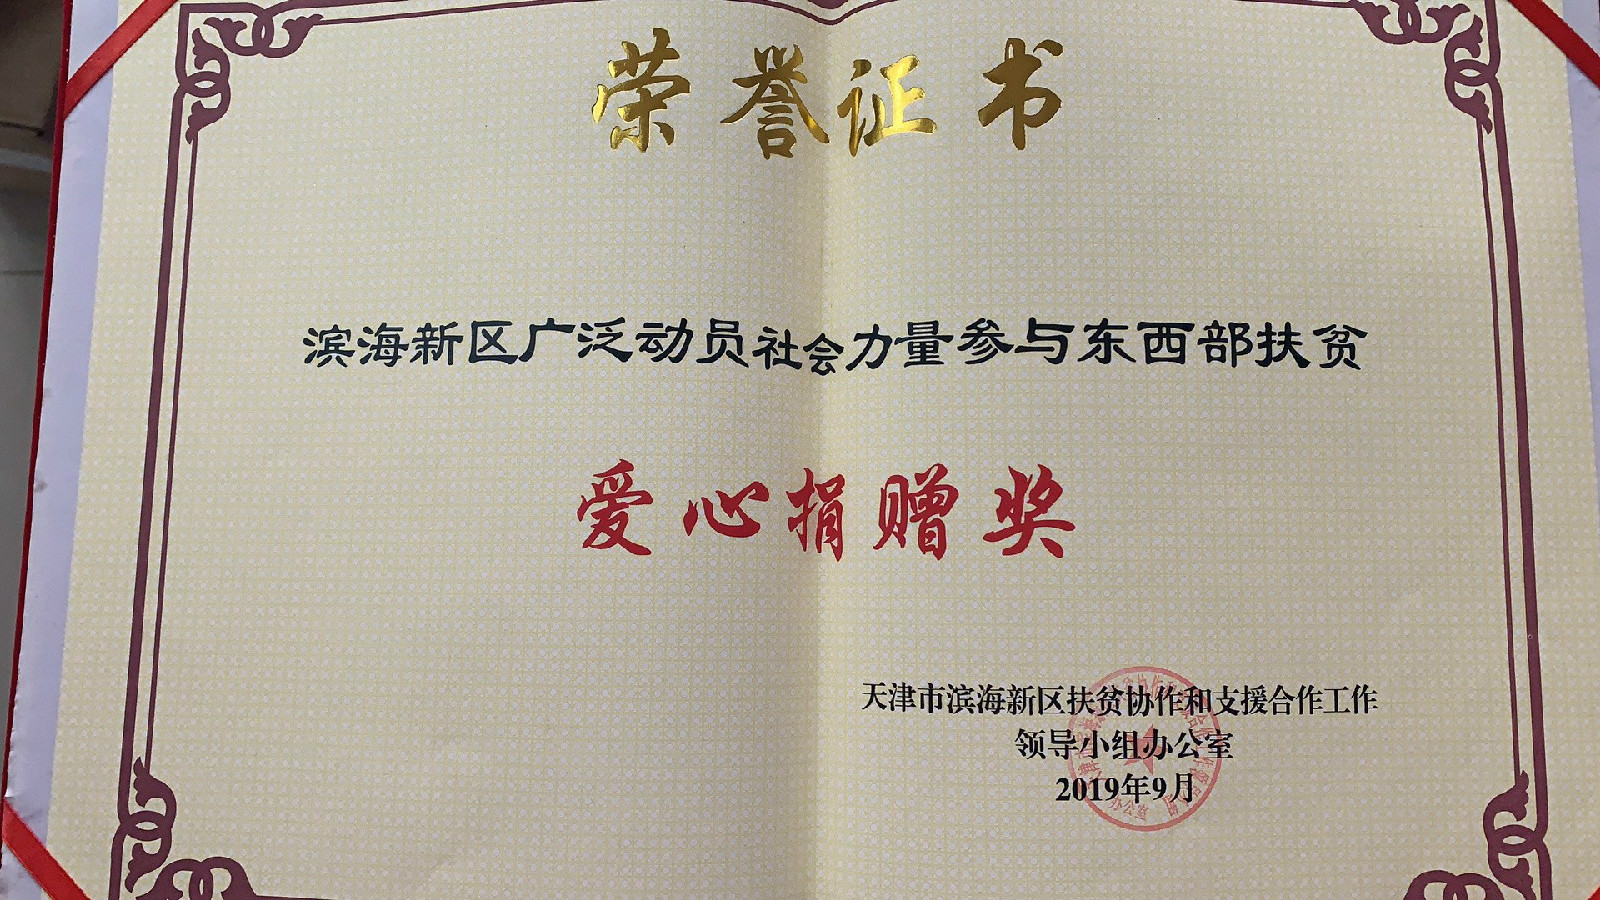 荣誉证书
滨海新区广泛动员社会力量参与东西部扶贫
爱心捐赠奖
天津市滨海新区扶贫协作和支援合作工作
领导小组办公室
2019年9月